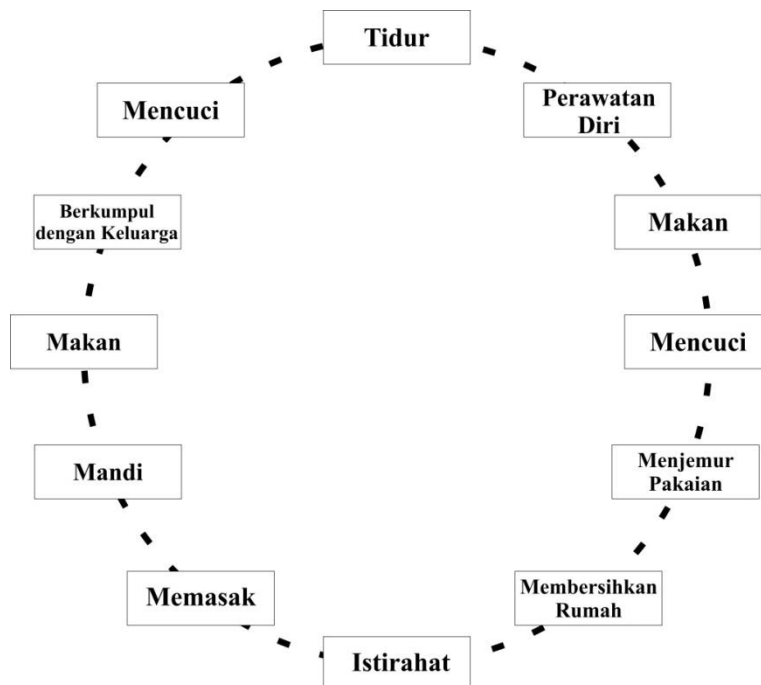 Tidur
Perawatan
Diri
Makan
Mencuci
Menjemur
Pakaian
Membersihkan
Rumah
Istirahat
Memasak
Mandi
Makan
Berkumpul
dengan Keluarga
Mencuci